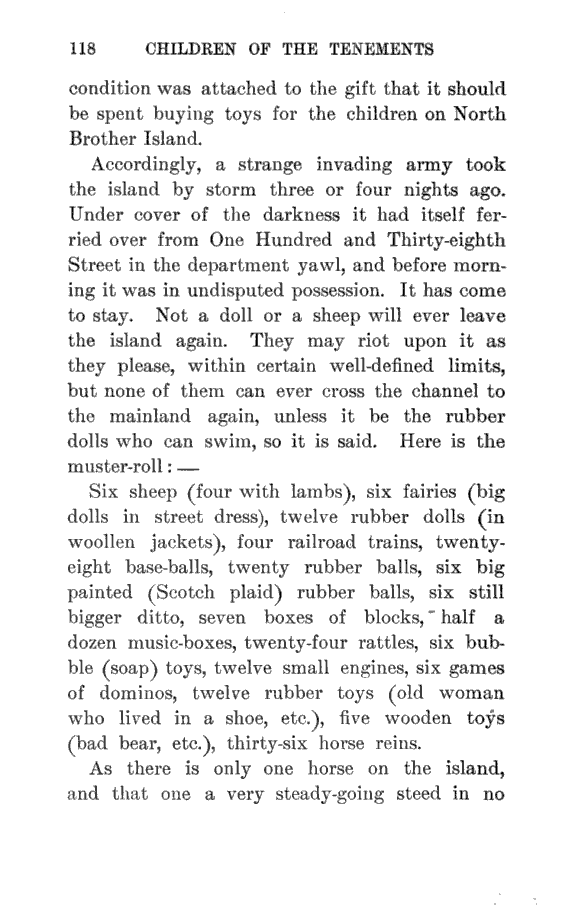 118 CHILDREN OF THE TENEMENTS
condition was attached to the gift that it should
be spent buying toys for the children on North
Brother Island.
Accordingly, a strange invading army took
the island by storm three or four nights ago.
Under cover of the darkness it had itself fer-
ried over from One Hundred and Thirty-eighth
Street in the department yawl, and before morn-
ing it was in undisputed possession. It has come
to stay. Not a doll or a sheep will ever leave
the island again. They may riot upon it as
they please, within certain well-defined limits,
but none of them can ever cross the channel to
the mainland again, unless it be the rubber
dolls who can swim, so it is said. Here is the
muster-roll : —
Six sheep (four with lambs), six fairies (big
dolls in street dress), twelve rubber dolls (in
woollen jackets), four railroad trains, twenty-
eight base-balls, twenty rubber balls, six big
painted (Scotch plaid) rubber balls, six still
bigger ditto, seven boxes of blocks, half a
dozen music-boxes, twenty-four rattles, six bub-
ble (soap) toys, twelve small engines, six games
of dominos, twelve rubber toys (old woman
who lived in a shoe, etc.), five wooden toys
(bad bear, etc.), thirty-six horse reins.
As there is only one horse on the island,
and that one a very steady-going steed in no